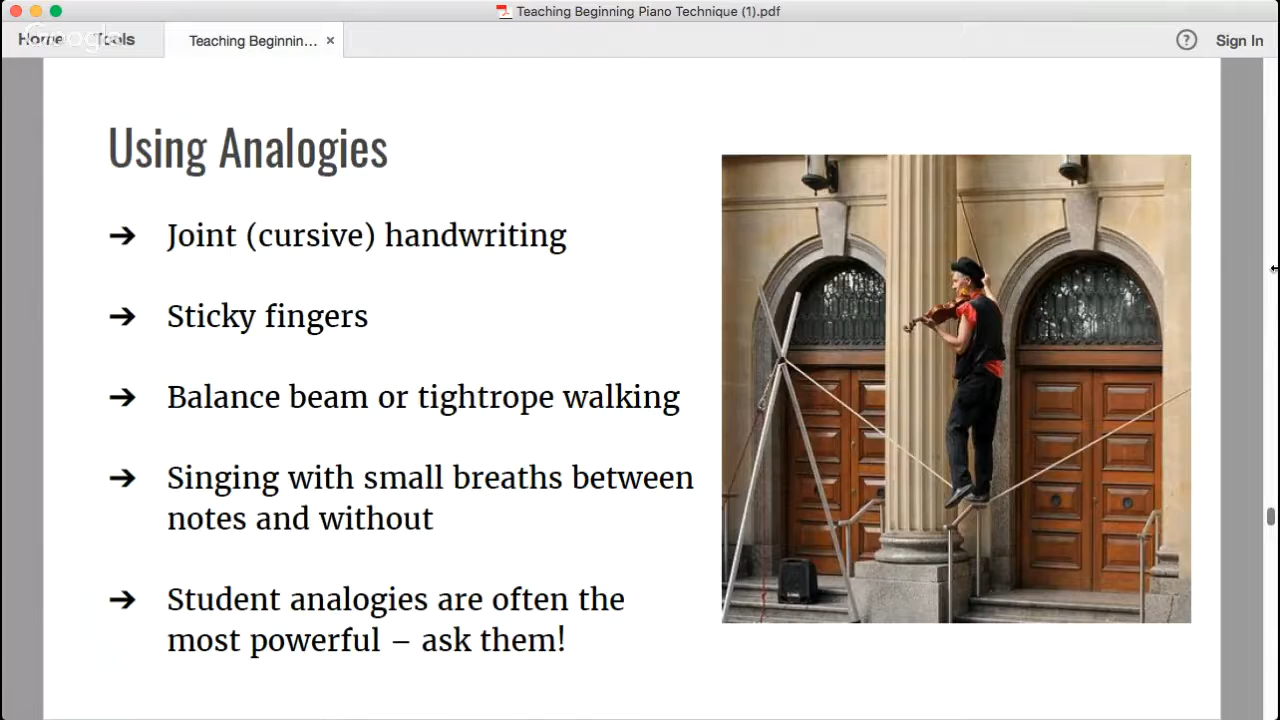 Teaching Beginning Piano Technique (1).pdf
Home
Tools
Google
Teaching Beginnin... ×
? Sign In
Using Analogies
➔ Joint (cursive) handwriting
➔ Sticky fingers
➔ Balance beam or tightrope walking
➔ Singing with small breaths between
notes and without
➔ Student analogies are often the
most powerful – ask them!